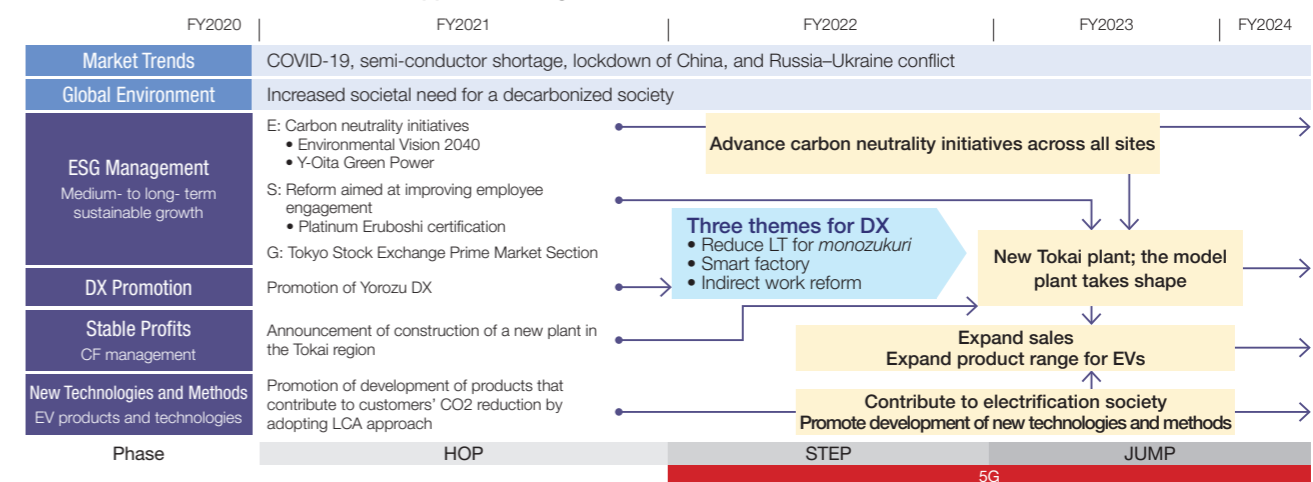 FY2020 FY2021 FY2022 FY2023 FY2024
Market Trends
COVID-19, semi-conductor shortage, lockdown of China, and Russia–Ukraine conflict
Global Environment
Increased societal need for a decarbonized society
ESG Management
Medium- to long- term
sustainable growth
E: Carbon neutrality initiatives
• Environmental Vision 2040
• Y-Oita Green Power
S: Reform aimed at improving employee
engagement
• Platinum Eruboshi certification
G: Tokyo Stock Exchange Prime Market Section
Advance carbon neutrality initiatives across all sites
Three themes for DX
• Reduce LT for monozukuri
• Smart factory
• Indirect work reform
New Tokai plant; the model
plant takes shape
DX Promotion
Promotion of Yorozu DX
Stable Profits
CF management
Announcement of construction of a new plant in
the Tokai region
Expand sales
Expand product range for EVs
New Technologies and Methods
EV products and technologies
Promotion of development of products that
contribute to customers' CO2 reduction by
adopting LCA approach
Contribute to electrification society
Promote development of new technologies and methods
Phase HOP STEP JUMP
5G